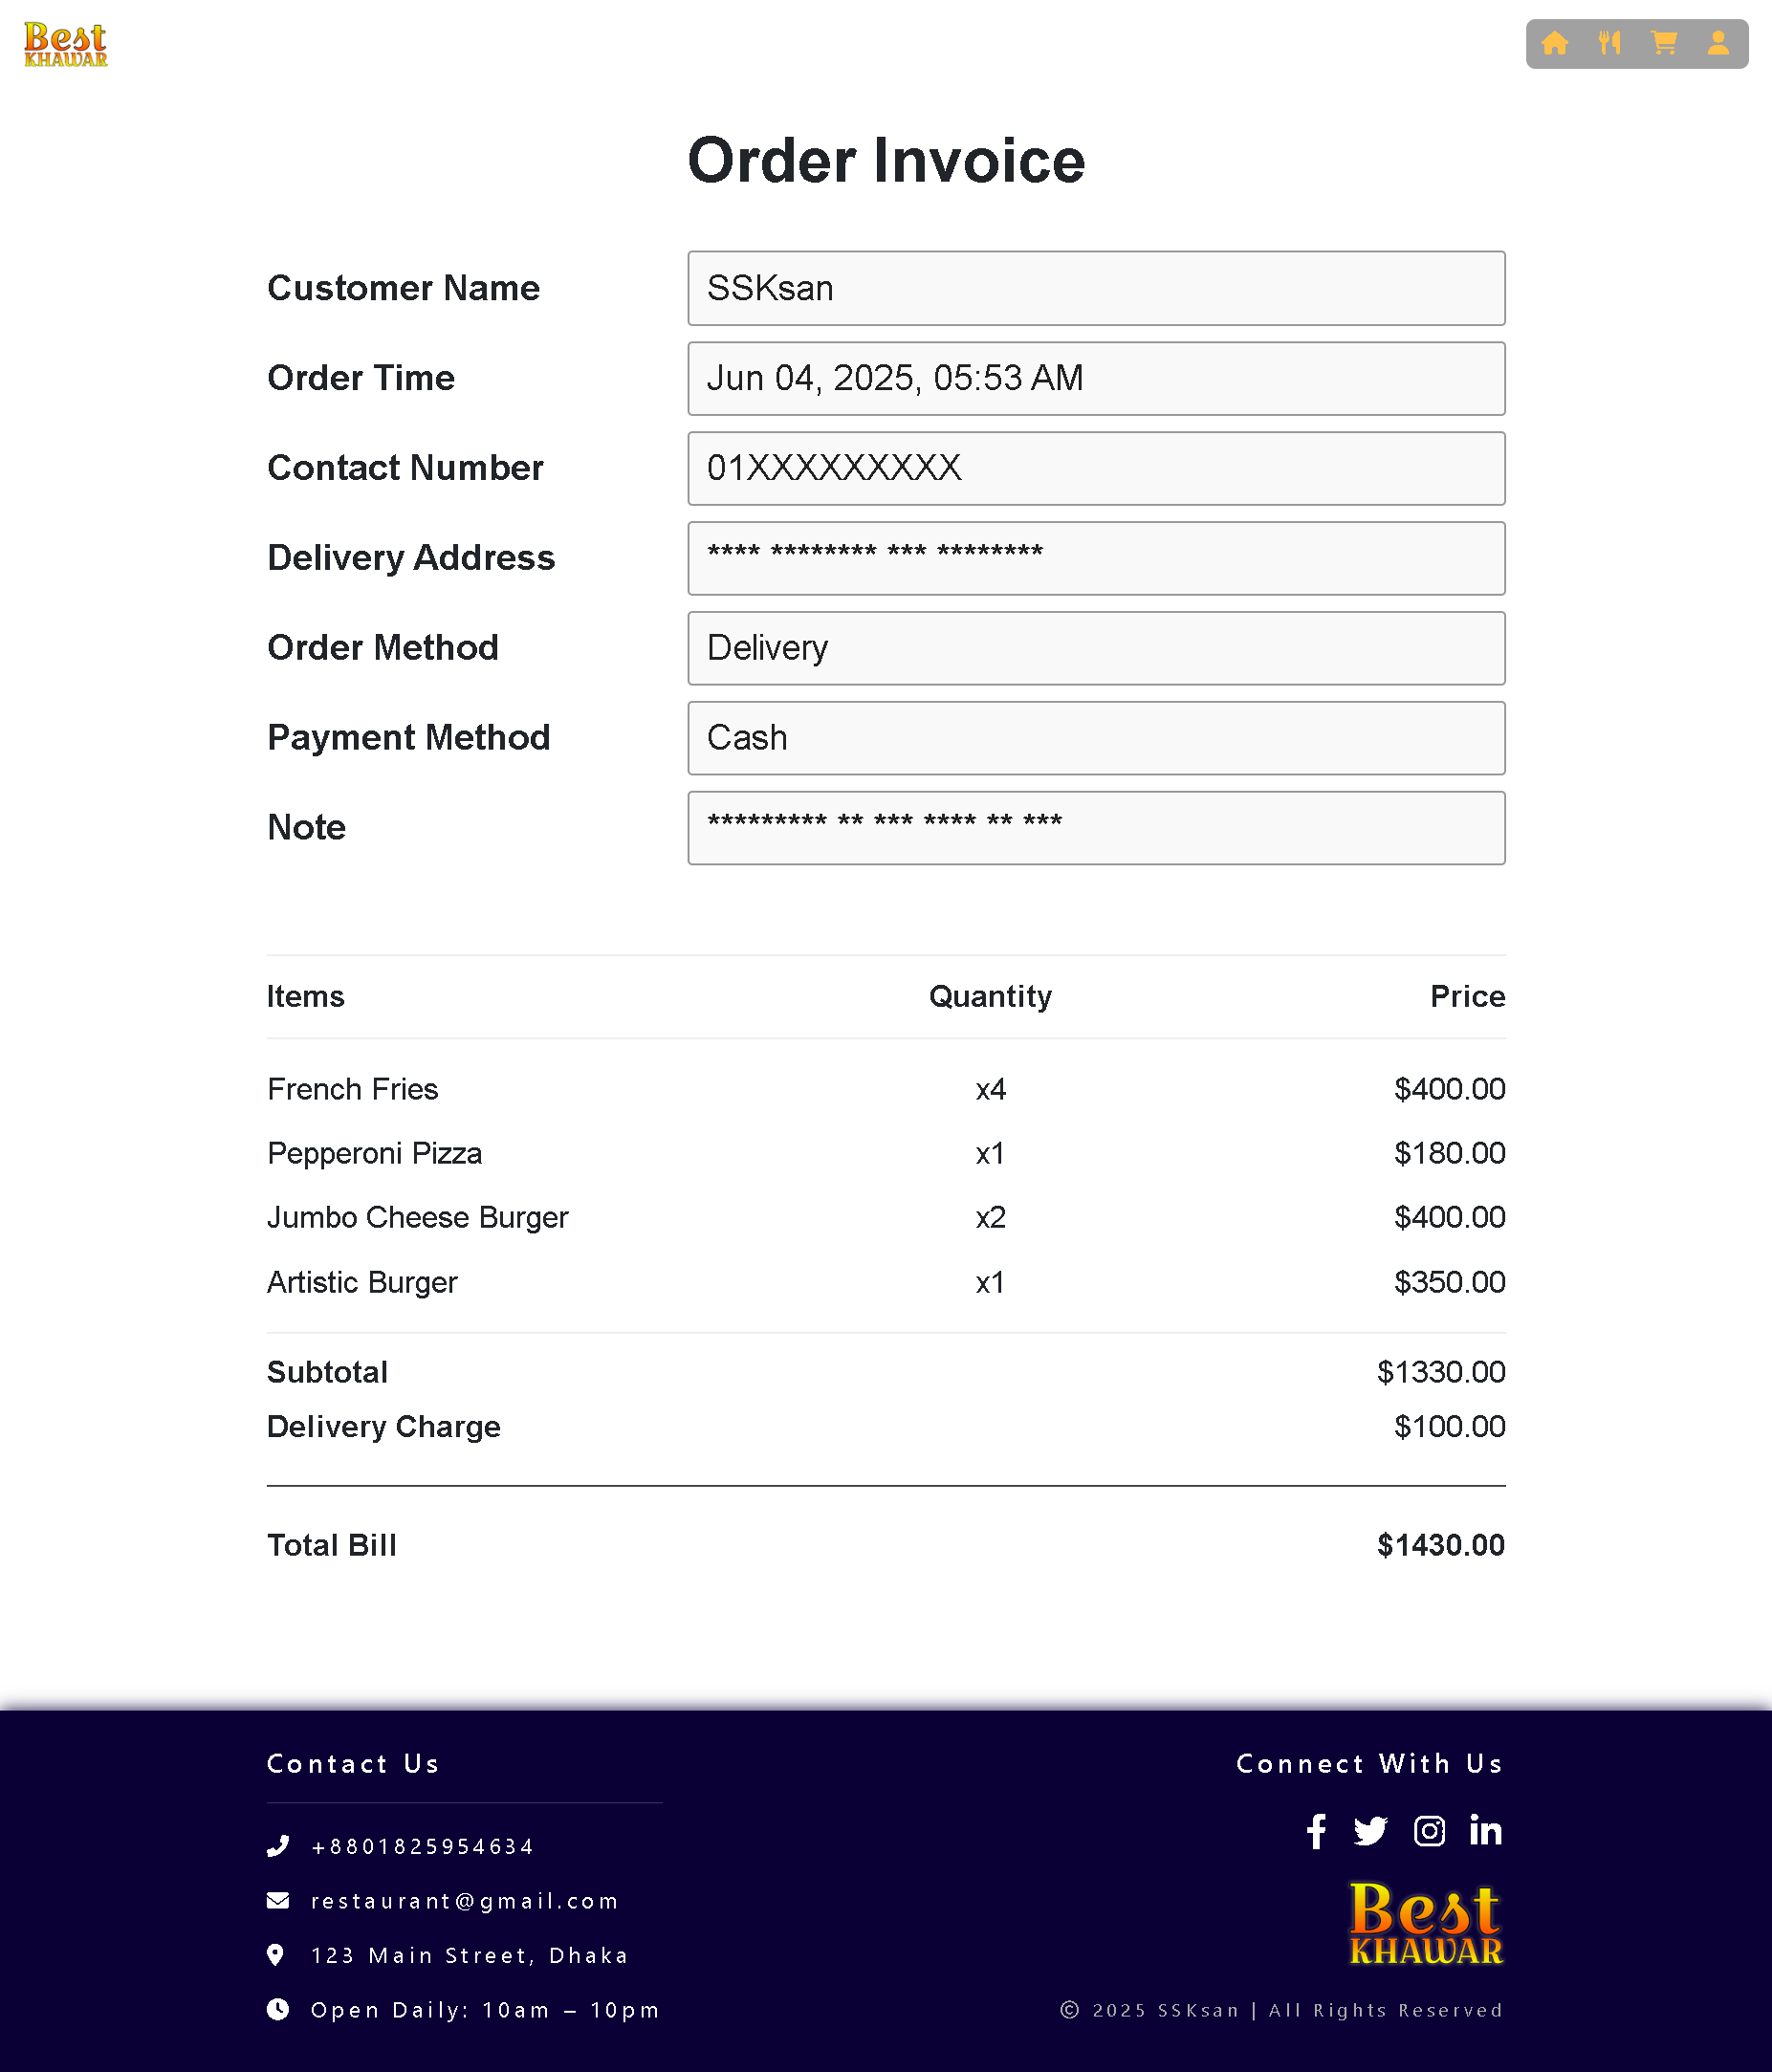 Best
KHAWAR
Order Invoice
Customer Name SSKsan
Order Time Jun 04, 2025, 05:53 AM
Contact Number 01XXXXXXXXX
Delivery Address **** ******** *** ********
Order Method Delivery
Payment Method Cash
Note ********* ** *** **** ** ***
Items Quantity Price
French Fries x4 $400.00
Pepperoni Pizza x1 $180.00
Jumbo Cheese Burger x2 $400.00
Artistic Burger x1 $350.00
Subtotal $1330.00
Delivery Charge $100.00
Total Bill $1430.00
Contact Us
+8801825954634
restaurant@gmail.com
123 Main Street, Dhaka
Open Daily: 10am – 10pm
Connect With Us
Best
KHAWAR
© 2025 SSKsan | All Rights Reserved